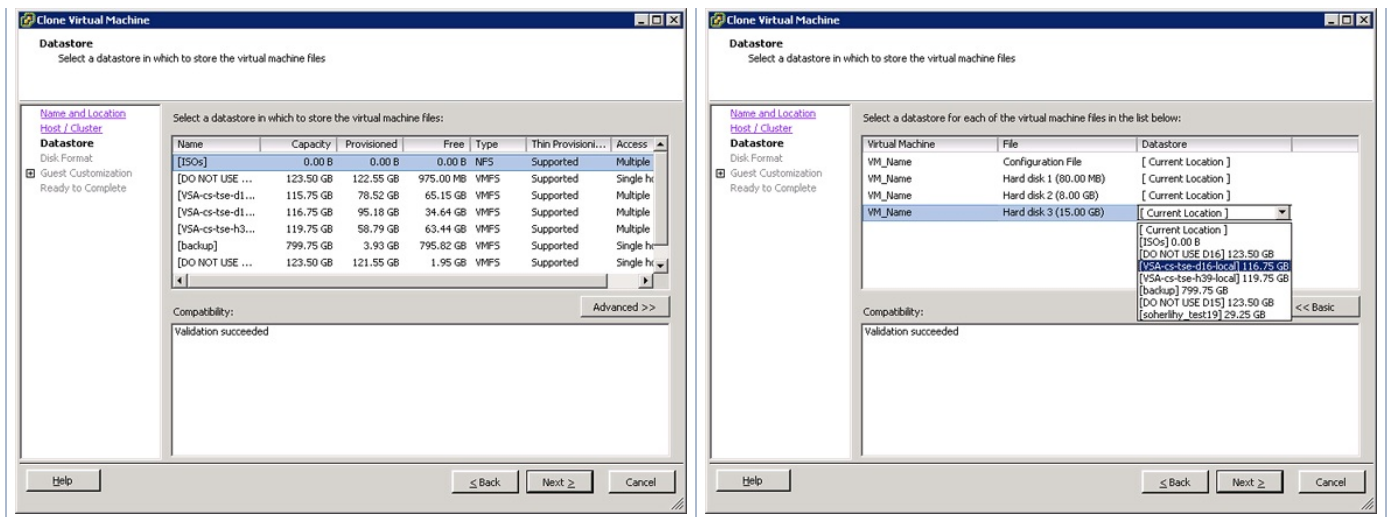 Clone Virtual Machine
Datastore
Select a datastore in which to store the virtual machine files
Name and Location
Host / Cluster
Datastore
Disk Format
Guest Customization
Ready to Complete
Select a datastore in which to store the virtual machine files:
Name Capacity Provisioned Free Type Thin Provisioni... Access
[ISOs] 0.00 B 0.00 B 0.00 B NFS Supported Multiple
[DO NOT USE ... 123.50 GB 122.55 GB 975.00 MB VMFS Supported Single ho
[VSA-cs-tse-d1... 115.75 GB 78.52 GB 65.15 GB VMFS Supported Multiple
[VSA-cs-tse-d1... 116.75 GB 95.18 GB 34.64 GB VMFS Supported Multiple
[VSA-cs-tse-h3... 119.75 GB 58.79 GB 63.44 GB VMFS Supported Multiple
[backup] 799.75 GB 3.93 GB 795.82 GB VMFS Supported Single ho
[DO NOT USE ... 123.50 GB 121.55 GB 1.95 GB VMFS Supported Single ho
Advanced >>
Compatibility:
Validation succeeded
Help
< Back
Next >
Cancel
Clone Virtual Machine
Datastore
Select a datastore in which to store the virtual machine files
Name and Location
Host / Cluster
Datastore
Disk Format
Guest Customization
Ready to Complete
Select a datastore for each of the virtual machine files in the list below:
Virtual Machine File Datastore
VM_Name Configuration File [ Current Location ]
VM_Name Hard disk 1 (80.00 MB) [ Current Location ]
VM_Name Hard disk 2 (8.00 GB) [ Current Location ]
VM_Name Hard disk 3 (15.00 GB) [ Current Location ]
[ Current Location ]
[ISOs] 0.00 B
[DO NOT USE D16] 123.50 GB
[VSA-cs-tse-d16-local] 116.75 GB
[VSA-cs-tse-h39-local] 119.75 GB
[backup] 799.75 GB
[DO NOT USE D15] 123.50 GB
[soherlihy_test19] 29.25 GB
<< Basic
Compatibility:
Validation succeeded
Help
< Back
Next >
Cancel